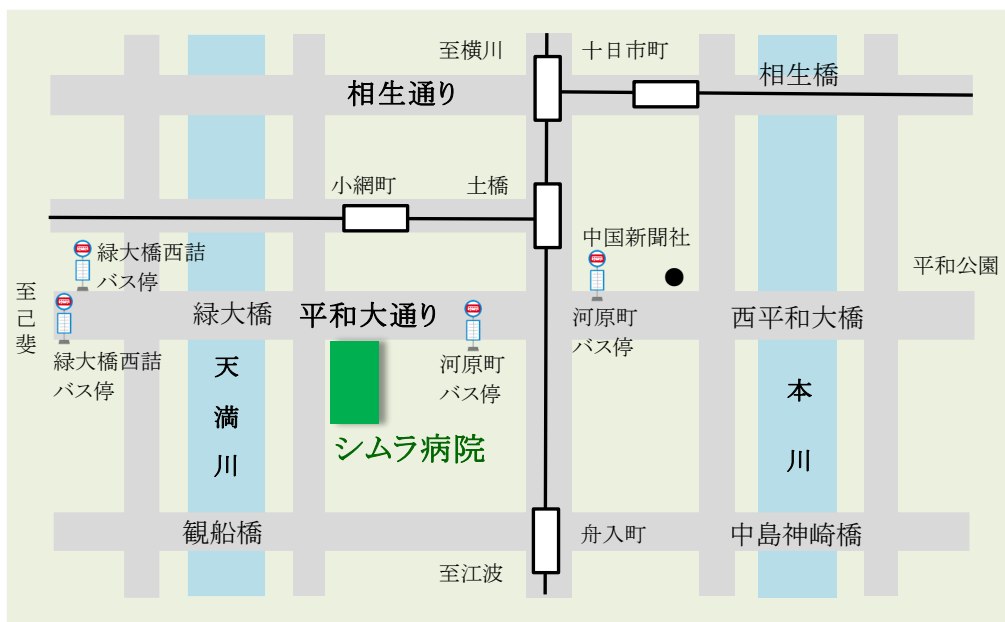 至横川
十日市町
相生橋
相生通り
小網町
土橋
中国新聞社
緑大橋西詰
バス停
平和公園
至己斐
緑大橋
平和大通り
河原町
バス停
西平和大橋
緑大橋西詰
バス停
河原町
バス停
天満川
本川
シムラ病院
観船橋
舟入町
中島神崎橋
至江波